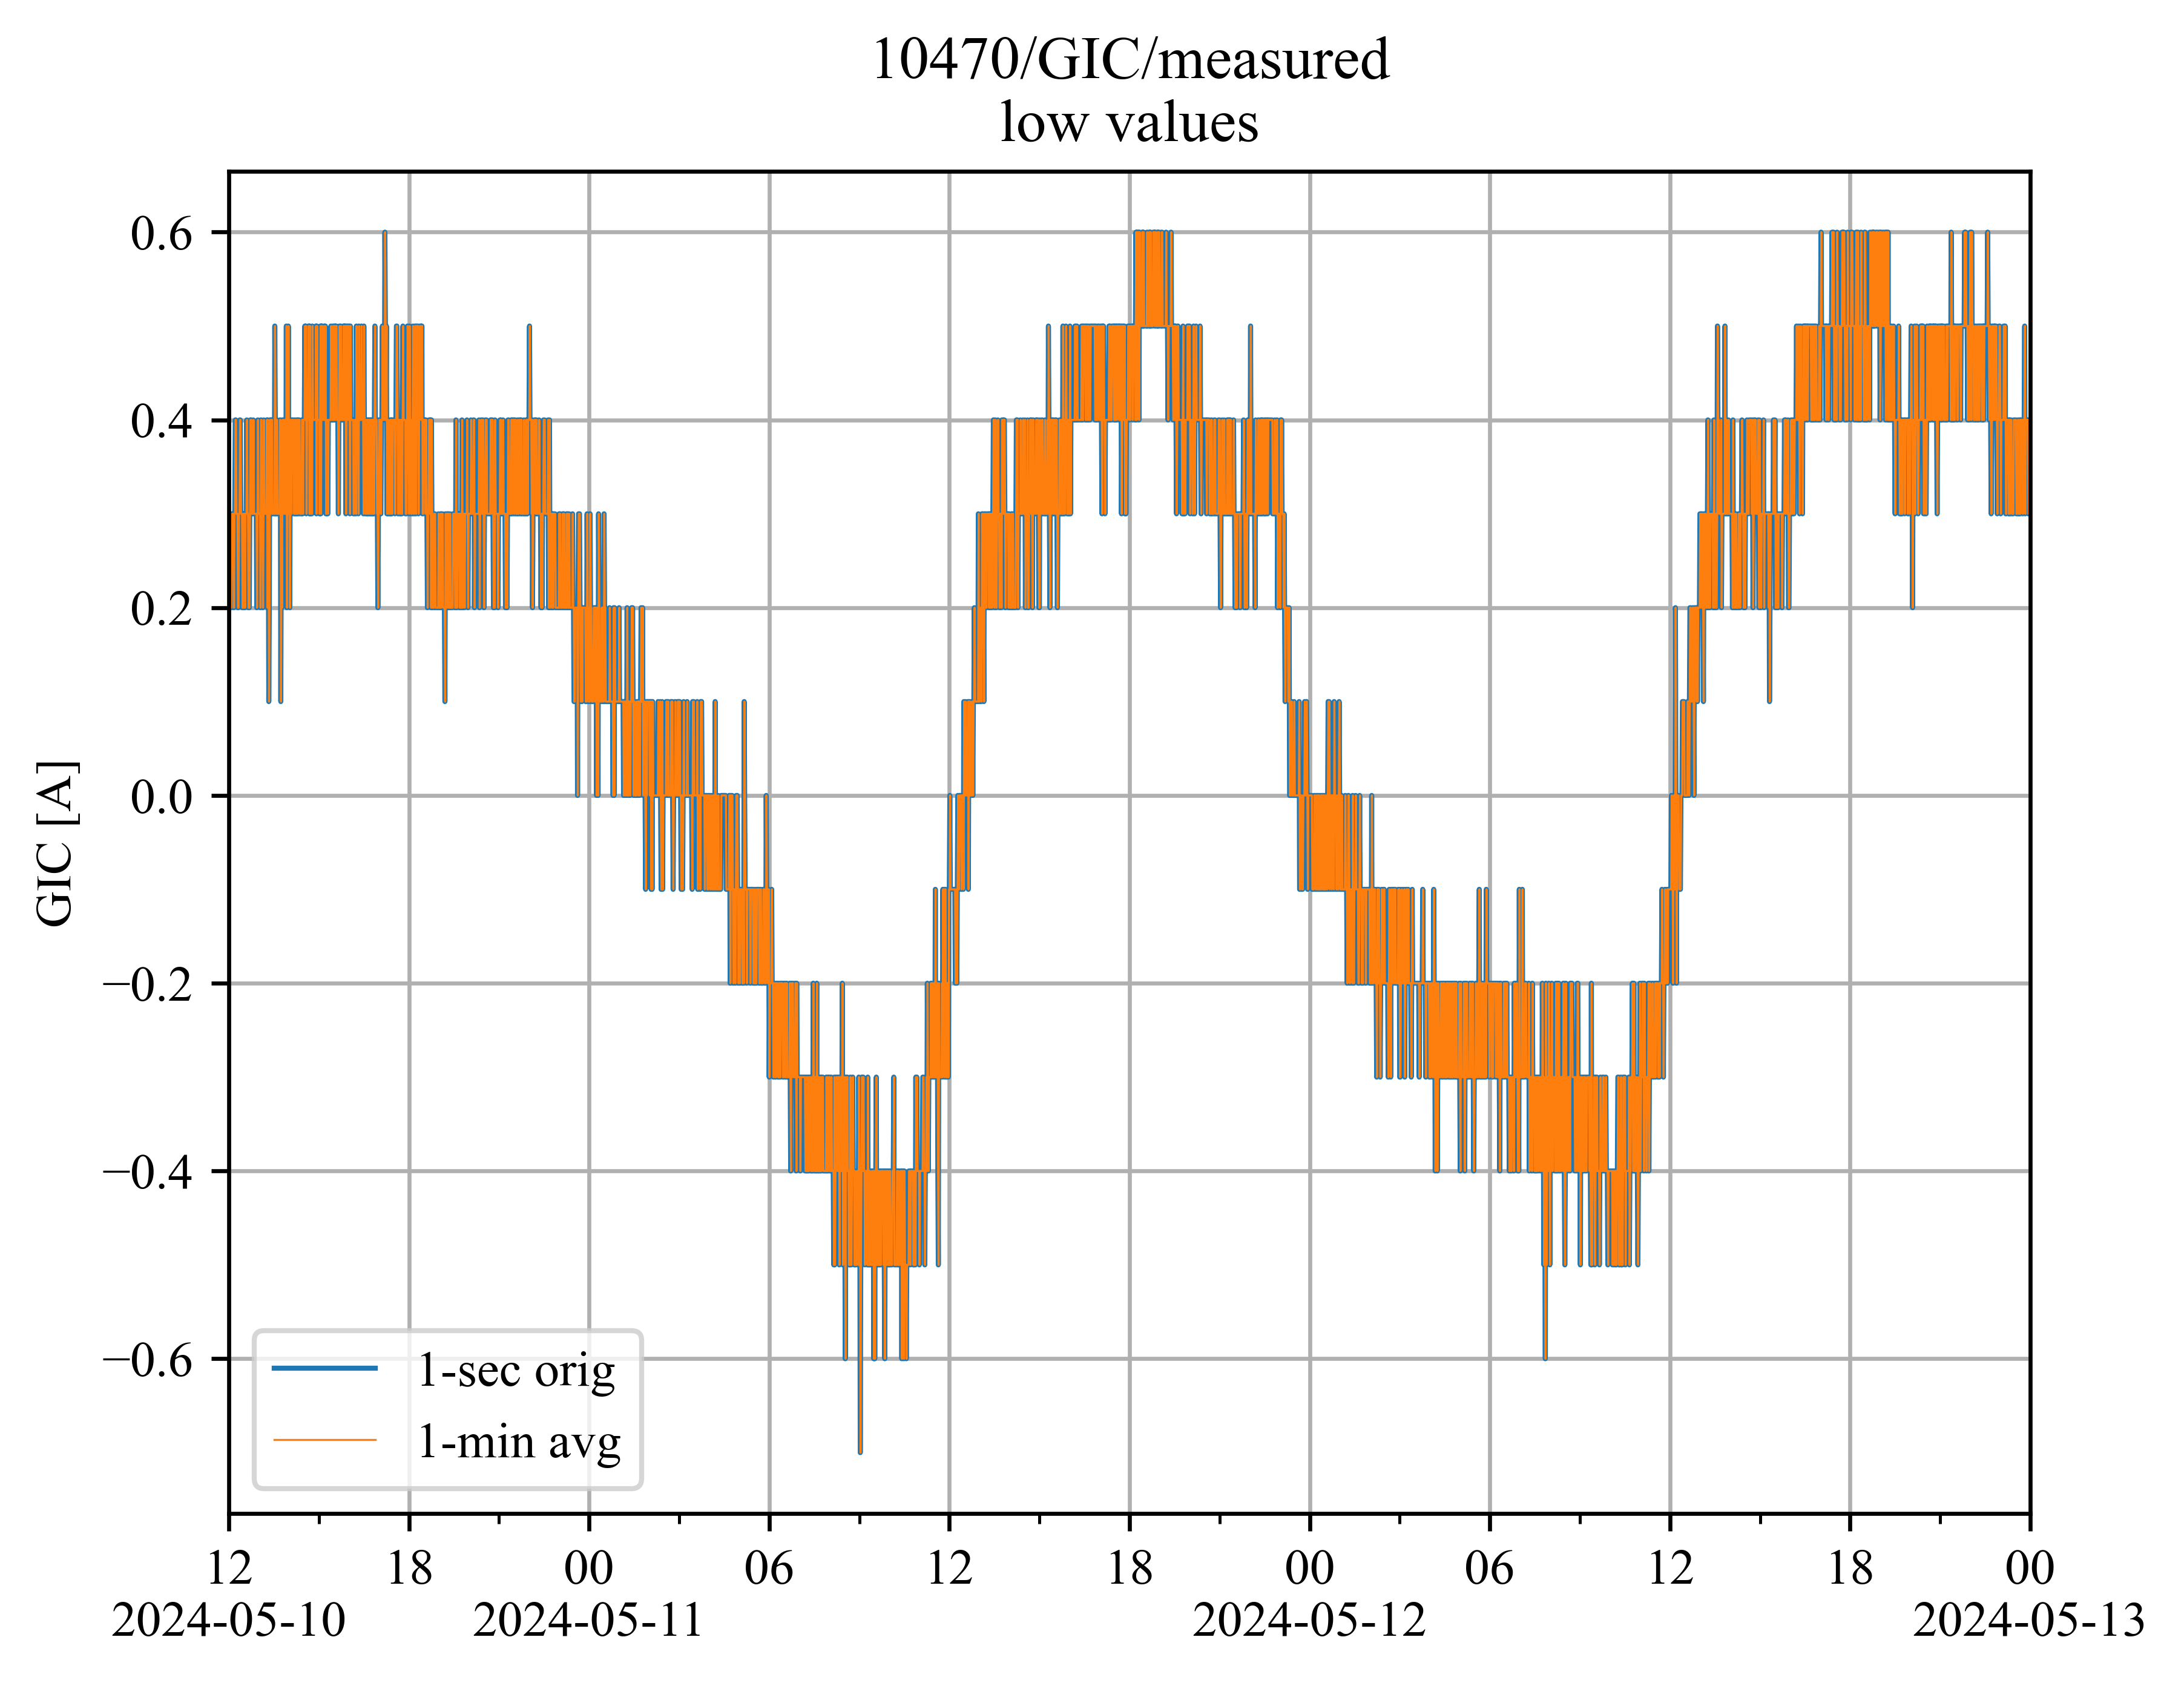 10470/GIC/measured
low values
GIC [A]
0.6
0.4
0.2
0.0
−0.2
−0.4
−0.6
1-sec orig
1-min avg
12 18 00 06 12 18 00 06 12 18 00
2024-05-10 2024-05-11 2024-05-12 2024-05-13